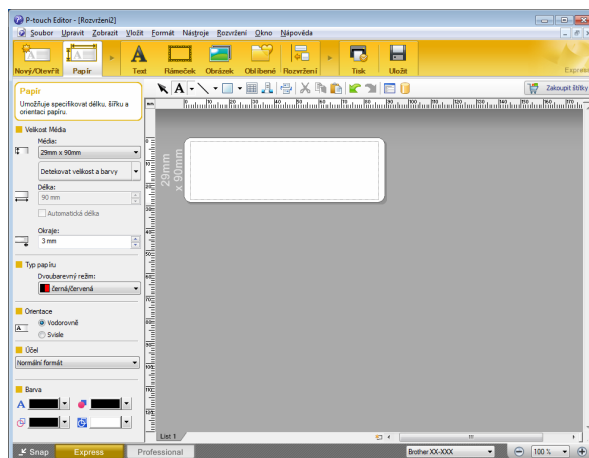 P-touch Editor - [Rozvržení2]
Soubor Upravit Zobrazit Vložit Formát Nástroje Rozvržení Okno Nápověda
Nový/Otevřít Papír Text Rámeček Obrázek Oblíbené Rozvržení Tisk Uložit Express
Papír
Umožňuje specifikovat délku, šířku a
orientaci papíru.
Zakoupit štítky
Velikost Média
Média:
29mm x 90mm
Detekovat velikost a barvy
Délka:
90 mm
Automatická délka
Okraje:
3 mm
Typ papíru
Dvoubarevný režim:
černá/červená
Orientace
Vodorovně
Svisle
Účel
Normální formát
Barva
mm
29mm
x 90mm
List 1
Snap Express Professional Brother XX-XXX 100 %